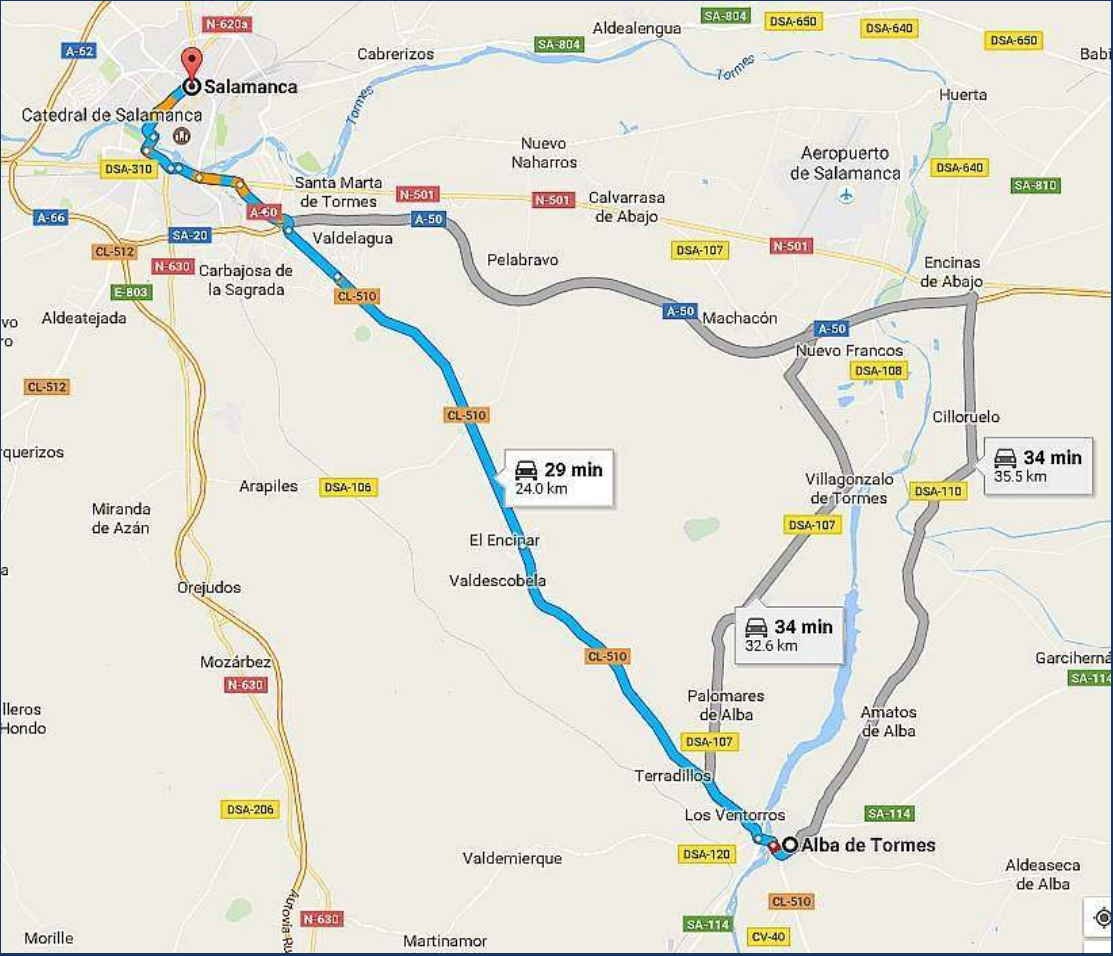 N-620a
SA-804
DSA-650
DSA-640
Aldealengua
DSA-650
A-62
SA-804
Cabrerizos
Tormes
Salamanca
Huerta
Tormes
Catedral de Salamanca
Nuevo
Naharros
Aeropuerto
de Salamanca
DSA-310
DSA-640
Santa Marta
de Tormes
N-501
N-501
SA-810
Calvarrasa
de Abajo
A-66
A-60
A-50
SA-20
Valdelagua
CL-512
DSA-107
N-501
Pelabravo
N-630
Carbajosa de
la Sagrada
Encinas
de Abajo
E-803
CL-510
Aldeatejada
A-50
Machacón
A-50
Nuevo Francos
DSA-108
CL-512
CL-510
Cilloruelo
29 min
24.0 km
34 min
35.5 km
Arapiles
DSA-106
Villagonzalo
de Tormes
DSA-110
Miranda
de Azán
DSA-107
El Encinar
Valdescobela
Orejudos
34 min
32.6 km
CL-510
Mozárbez
N-630
SA-114
Palomares
de Alba
Amatos
de Alba
DSA-107
Terradillos
DSA-206
Los Ventorros
SA-114
Alba de Tormes
DSA-120
Valdemierque
Aldeaseca
de Alba
CL-510
N-630
SA-114
CV-40
Morille
Martinamor